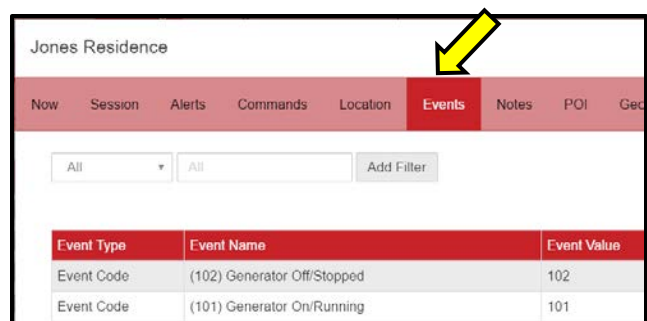 Jones Residence
Now Session Alerts Commands Location Events Notes POI Geo
All All Add Filter
Event Type Event Name Event Value
Event Code (102) Generator Off/Stopped 102
Event Code (101) Generator On/Running 101